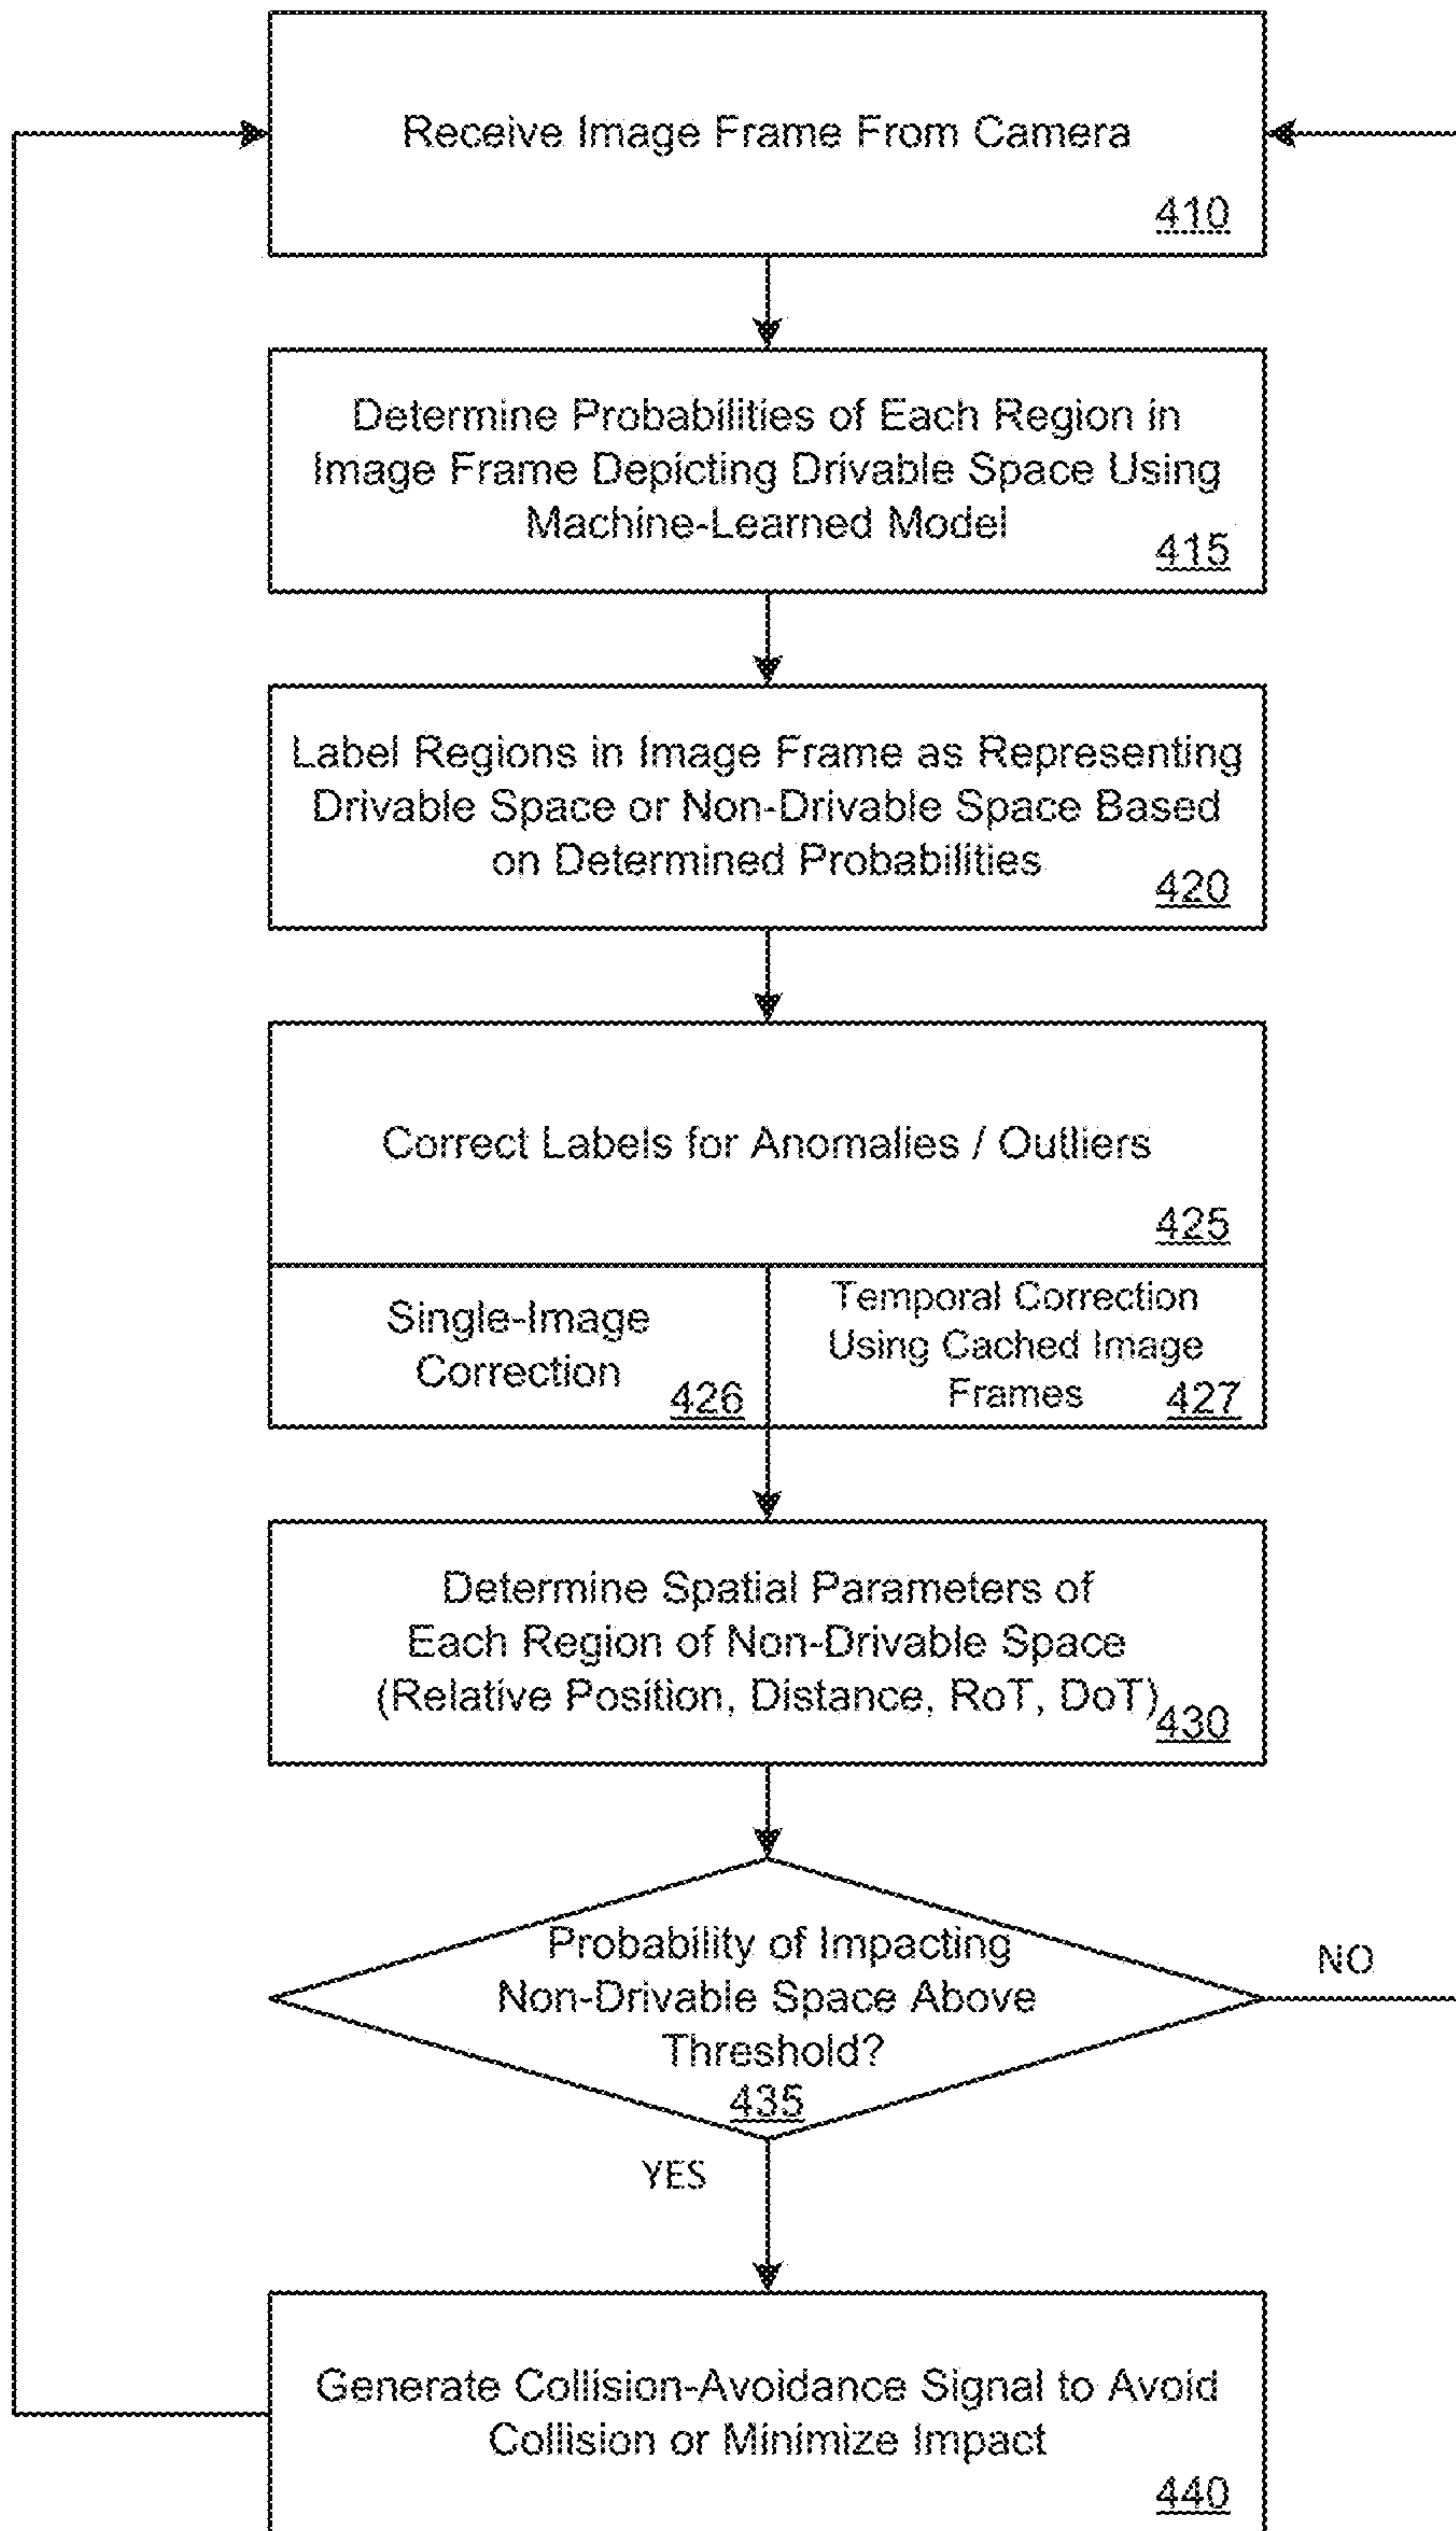 Receive Image Frame From Camera
410
Determine Probabilities of Each Region in
Image Frame Depicting Drivable Space Using
Machine-Learned Model
415
Label Regions in Image Frame as Representing
Drivable Space or Non-Drivable Space Based
on Determined Probabilities
420
Correct Labels for Anomalies / Outliers
425
Single-Image
Correction
426
Temporal Correction
Using Cached Image
Frames
427
Determine Spatial Parameters of
Each Region of Non-Drivable Space
(Relative Position, Distance, RoT, DoT)
430
Probability of Impacting
Non-Drivable Space Above
Threshold?
435
NO
YES
Generate Collision-Avoidance Signal to Avoid
Collision or Minimize Impact
440